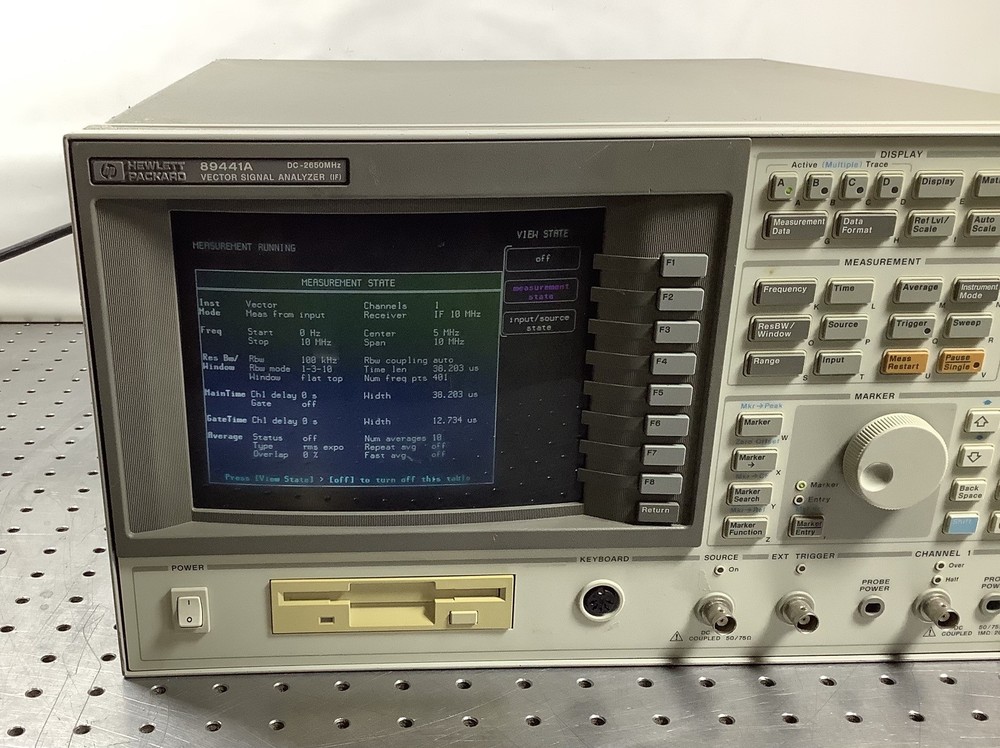 hp HEWLETT PACKARD
89441A DC-2650MHz
VECTOR SIGNAL ANALYZER (IF)
MEASUREMENT RUNNING
VIEW STATE
off
measurement state
input/source state
MEASUREMENT STATE
Inst Mode Vector Channels 1
Meas from input Receiver IF 10 MHz
Freq Start 0 Hz Center 5 MHz
Stop 10 MHz Span 10 MHz
Res Bw/ Window Rbw 100 kHz Rbw coupling auto
Rbw mode 1-3-10 Time len 38.203 us
Window flat top Num freq pts 401
MainTime Ch1 delay 0 s Width 38.203 us
Gate off
GateTime Ch1 delay 0 s Width 12.734 us
Average Status off Num averages 10
Type rms expo Repeat avg off
Overlap 0 % Fast avg off
Press [View State] > [off] to turn off this table
F1
F2
F3
F4
F5
F6
F7
F8
Return
DISPLAY
Active (Multiple) Trace
A B C D Display
A B C D E
Measurement Data Data Format Ref Lvl/ Scale Auto Scale
G H I
MEASUREMENT
Frequency Time Average Instrument Mode
K L M N
ResBW/ Window Source Trigger Sweep
O P Q R
Range Input Meas Restart Pause Single
S T U V
MARKER
Mkr→Peak
Marker
W
Zero Offset
Marker →
X
Marker Search
Y
Marker Function
Z
Marker
Entry
Marker Entry
Back Space
Shift
POWER
KEYBOARD
SOURCE
On
EXT TRIGGER
PROBE POWER
CHANNEL 1
Over
Half
DC COUPLED 50/75Ω
DC COUPLED